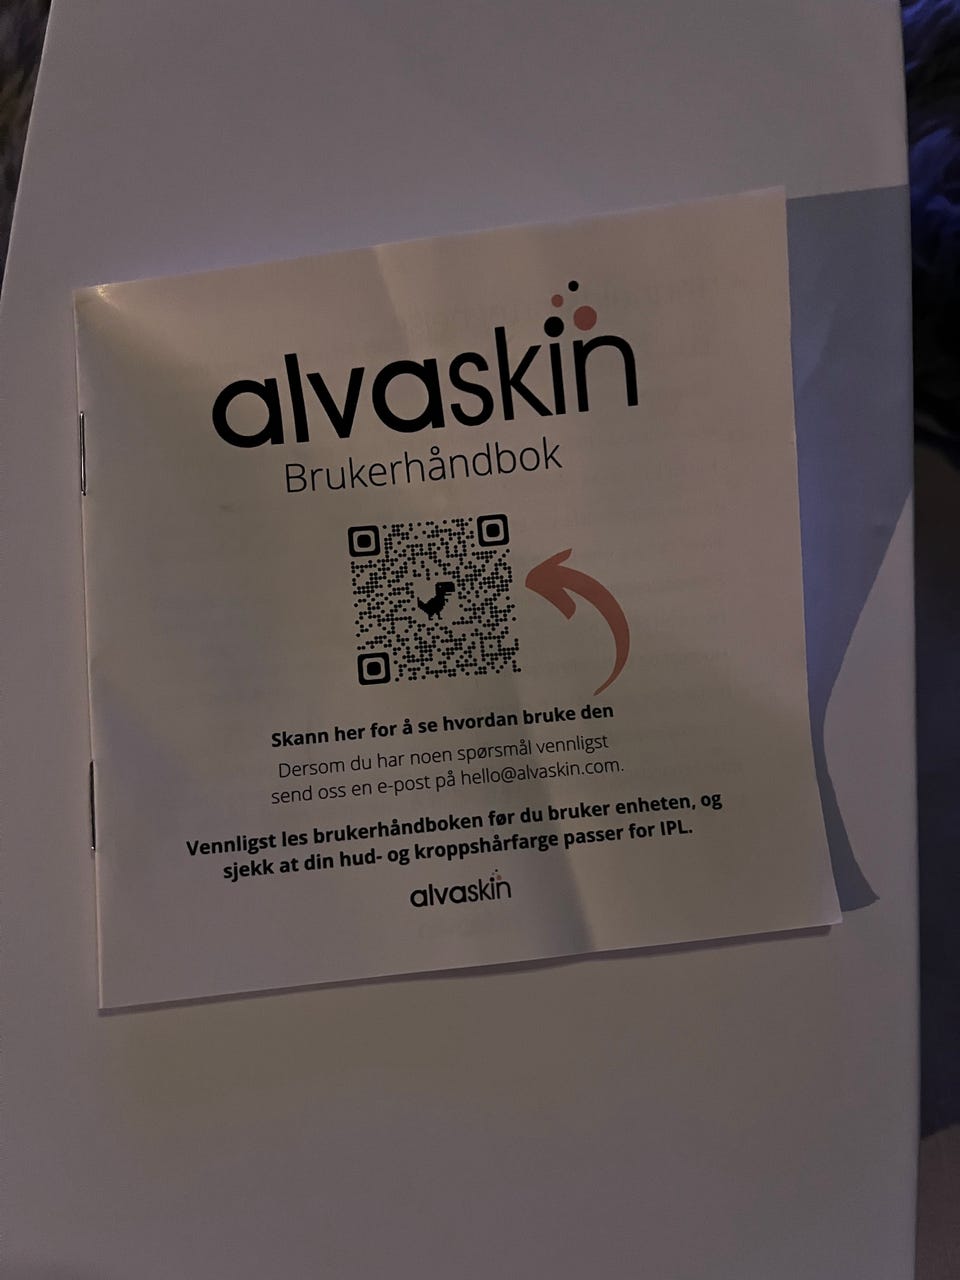 alvaskin
Brukerhåndbok
Skann her for å se hvordan bruke den
Dersom du har noen spørsmål vennligst
send oss en e-post på hello@alvaskin.com.
Vennligst les brukerhåndboken før du bruker enheten, og
sjekk at din hud- og kroppshårfarge passer for IPL.
alvaskin